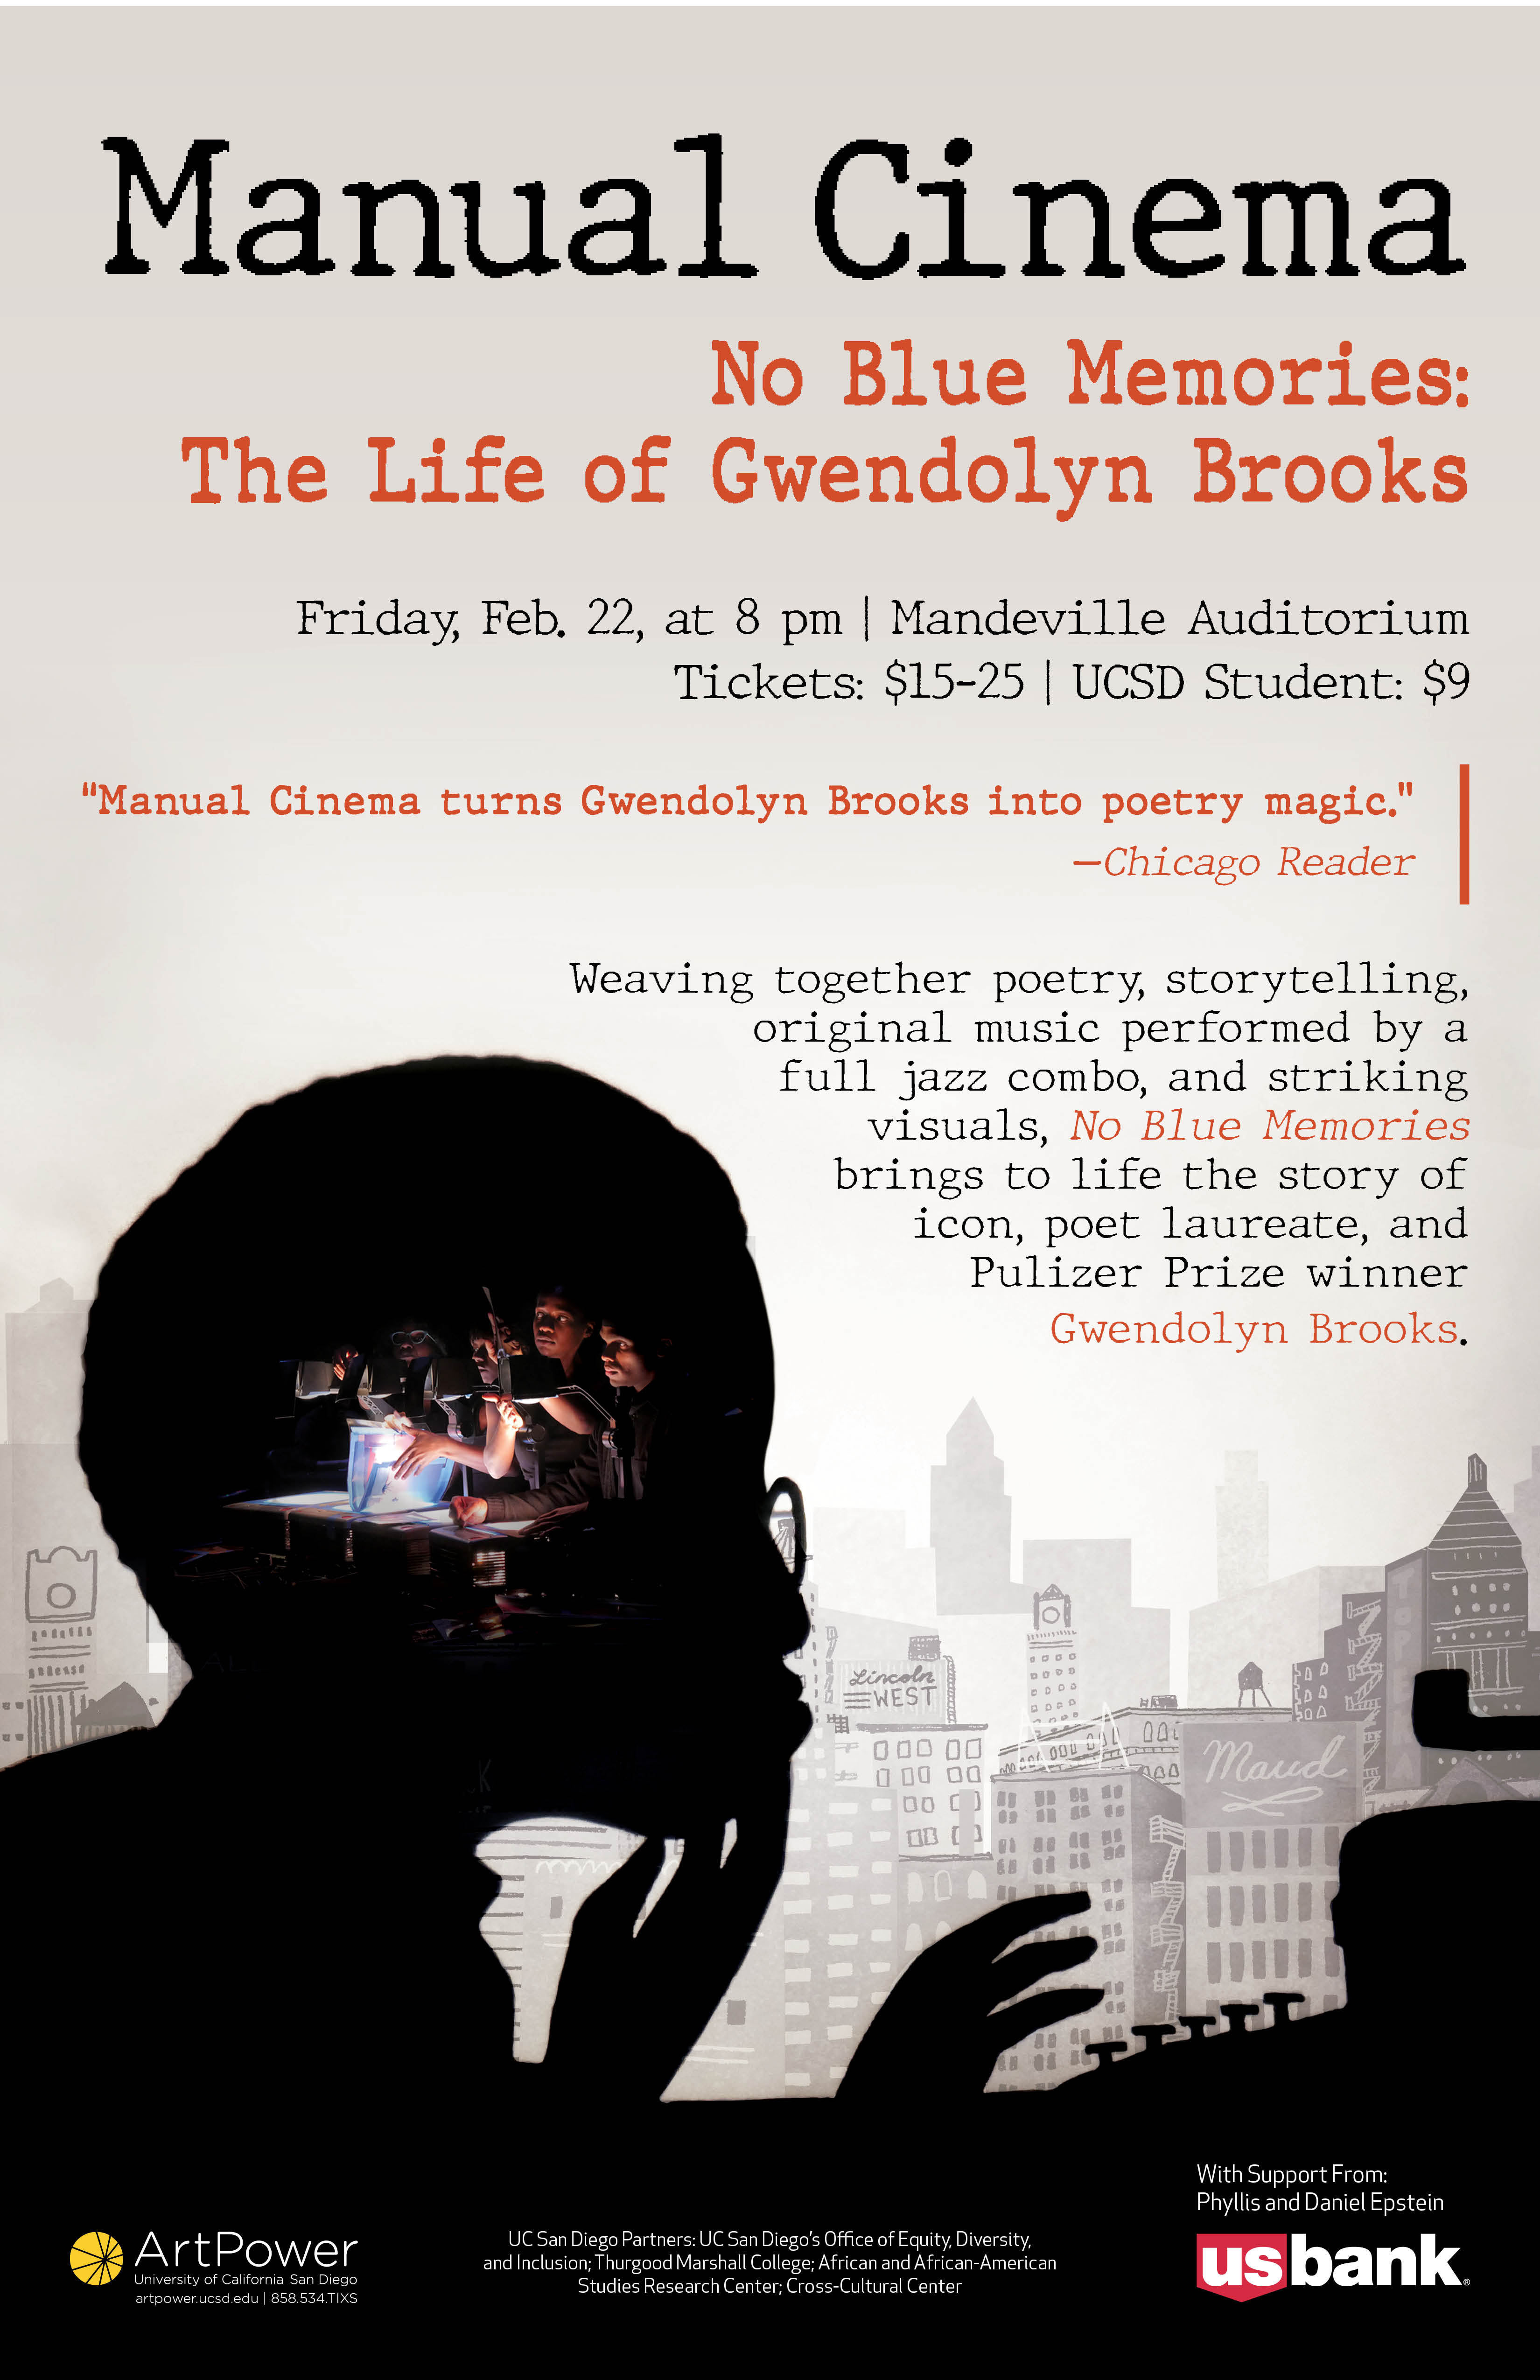 Manual Cinema
No Blue Memories:
The Life of Gwendolyn Brooks
Friday, Feb. 22, at 8 pm | Mandeville Auditorium
Tickets: $15-25 | UCSD Student: $9
"Manual Cinema turns Gwendolyn Brooks into poetry magic."
—Chicago Reader
Weaving together poetry, storytelling,
original music performed by a
full jazz combo, and striking
visuals, No Blue Memories
brings to life the story of
icon, poet laureate, and
Pulizer Prize winner
Gwendolyn Brooks.
Lincoln
WEST
Maud
With Support From:
Phyllis and Daniel Epstein
usbank®
ArtPower
University of California San Diego
artpower.ucsd.edu | 858.534.TIXS
UC San Diego Partners: UC San Diego's Office of Equity, Diversity,
and Inclusion; Thurgood Marshall College; African and African-American
Studies Research Center; Cross-Cultural Center